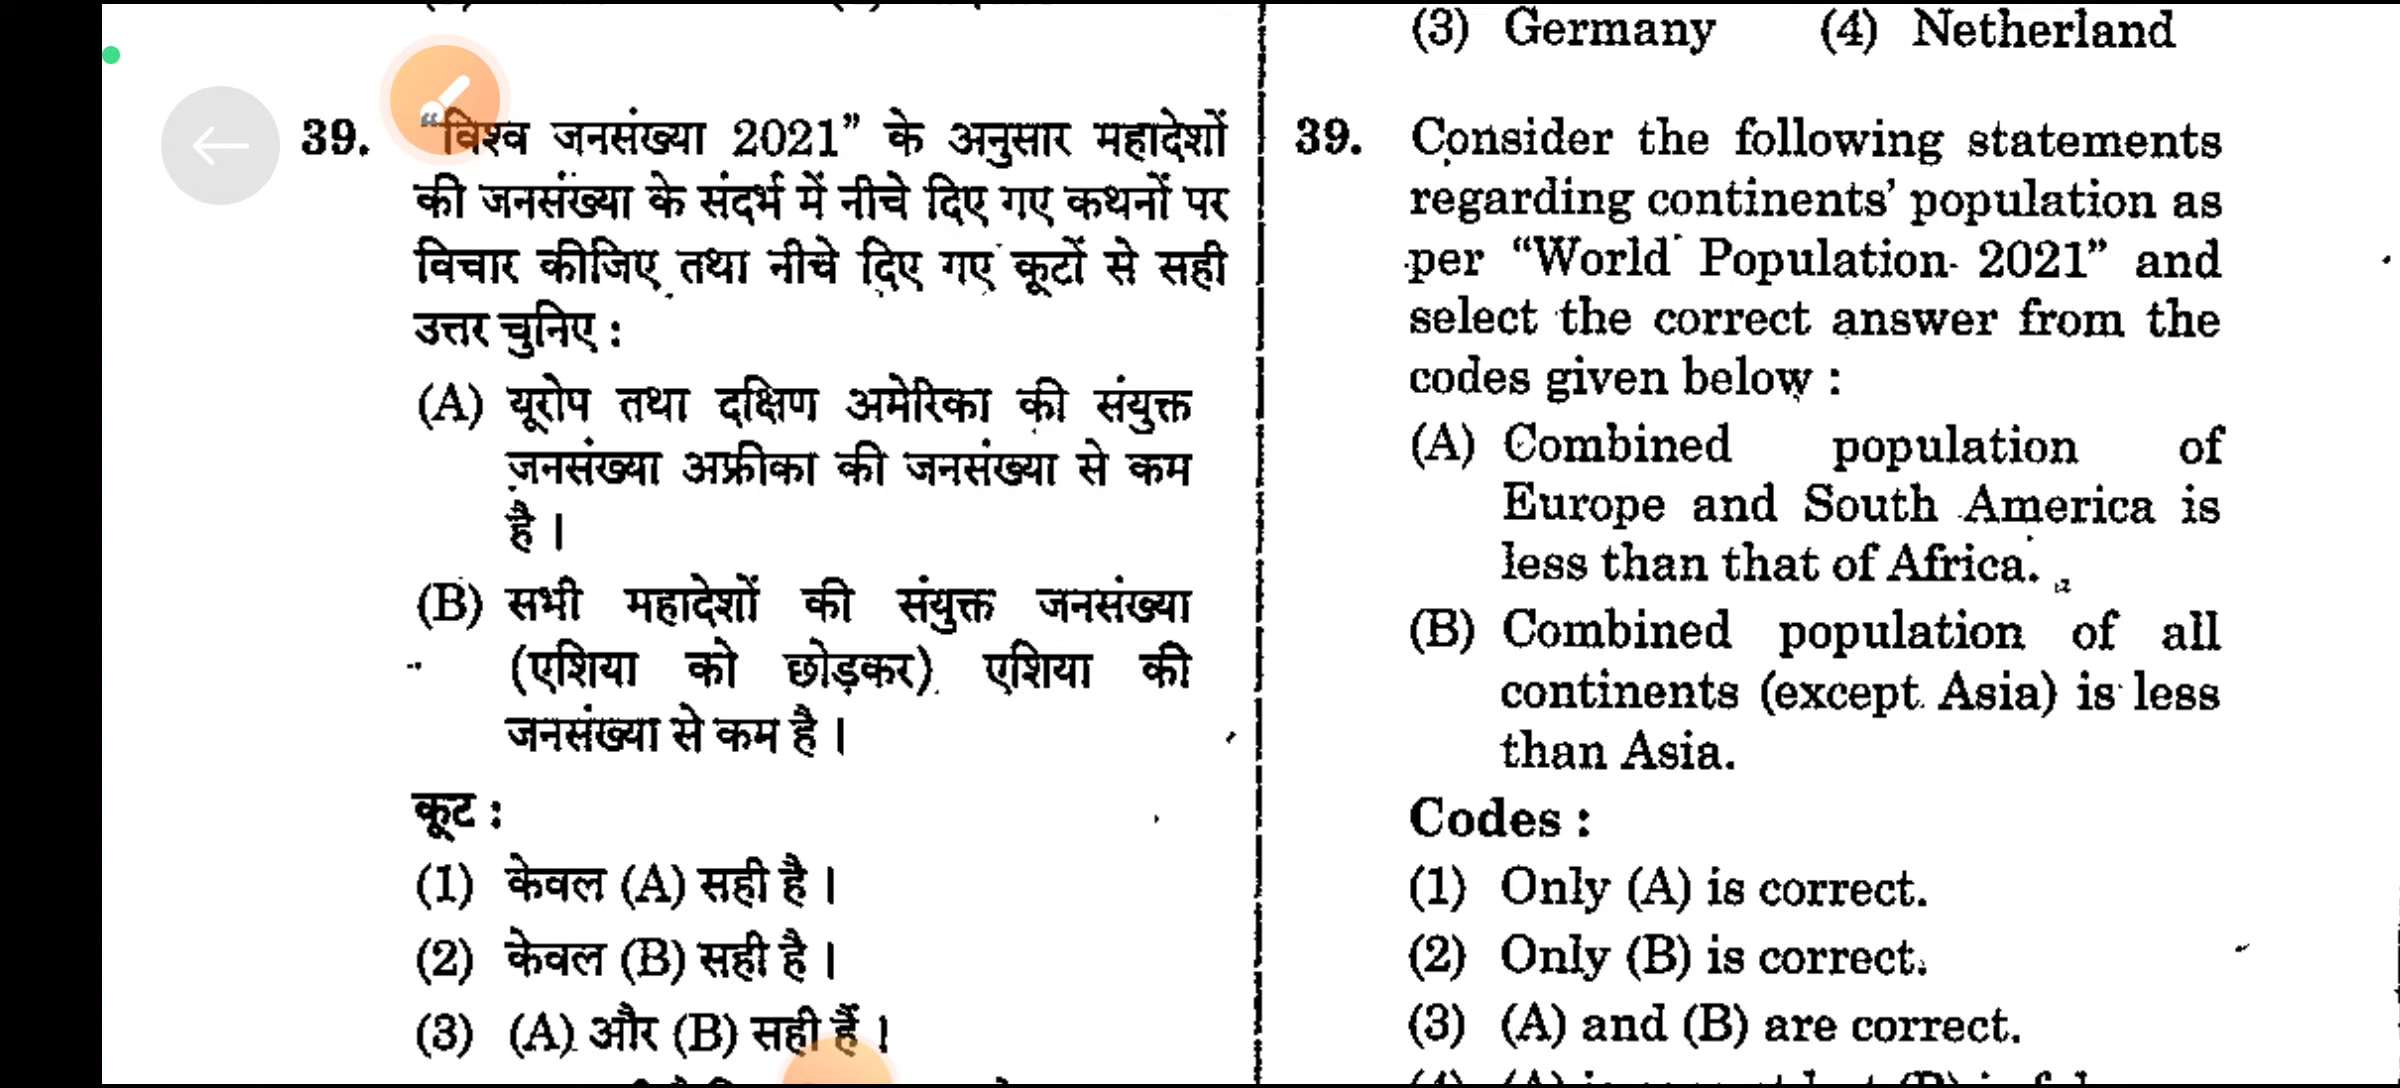 39. “विश्व जनसंख्या 2021” के अनुसार महादेशों
की जनसंख्या के संदर्भ में नीचे दिए गए कथनों पर
विचार कीजिए तथा नीचे दिए गए कूटों से सही
उत्तर चुनिए :
(A) यूरोप तथा दक्षिण अमेरिका की संयुक्त
जनसंख्या अफ्रीका की जनसंख्या से कम
है ।
(B) सभी महादेशों की संयुक्त जनसंख्या
(एशिया को छोड़कर) एशिया की
जनसंख्या से कम है ।
कूट :
(1) केवल (A) सही है ।
(2) केवल (B) सही है ।
(3) (A) और (B) सही हैं ।
(3) Germany (4) Netherland
39. Consider the following statements
regarding continents’ population as
per “World Population 2021” and
select the correct answer from the
codes given below :
(A) Combined population of
Europe and South America is
less than that of Africa.
(B) Combined population of all
continents (except Asia) is less
than Asia.
Codes :
(1) Only (A) is correct.
(2) Only (B) is correct.
(3) (A) and (B) are correct.